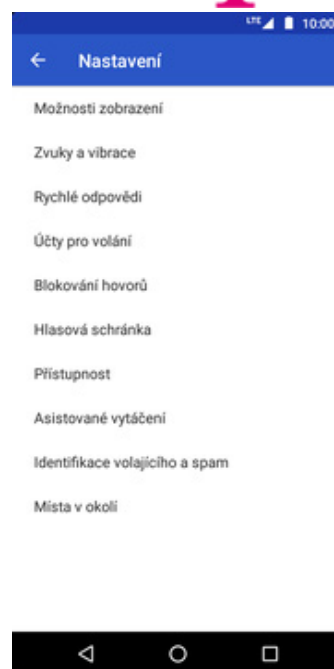 LTE 10:00
Nastavení
Možnosti zobrazení
Zvuky a vibrace
Rychlé odpovědi
Účty pro volání
Blokování hovorů
Hlasová schránka
Přístupnost
Asistované vytáčení
Identifikace volajícího a spam
Místa v okolí